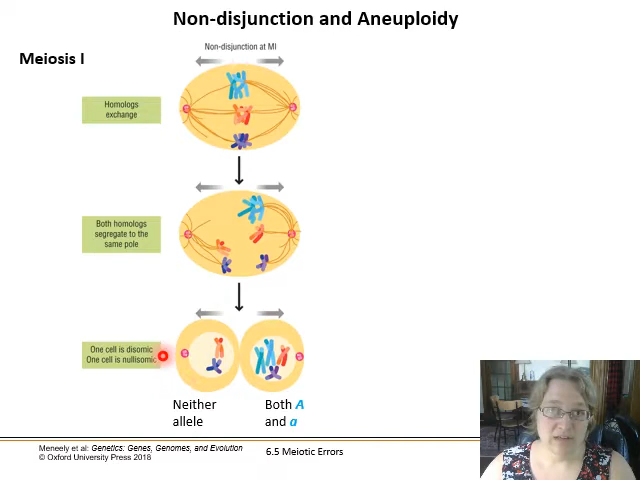 Non-disjunction and Aneuploidy
Meiosis I
Non-disjunction at MI
Homologs
exchange
Both homologs
segregate to the
same pole
One cell is disomic
One cell is nullisomic
Neither
allele
Both A
and a
Meneely et al: Genetics: Genes, Genomes, and Evolution
© Oxford University Press 2018
6.5 Meiotic Errors